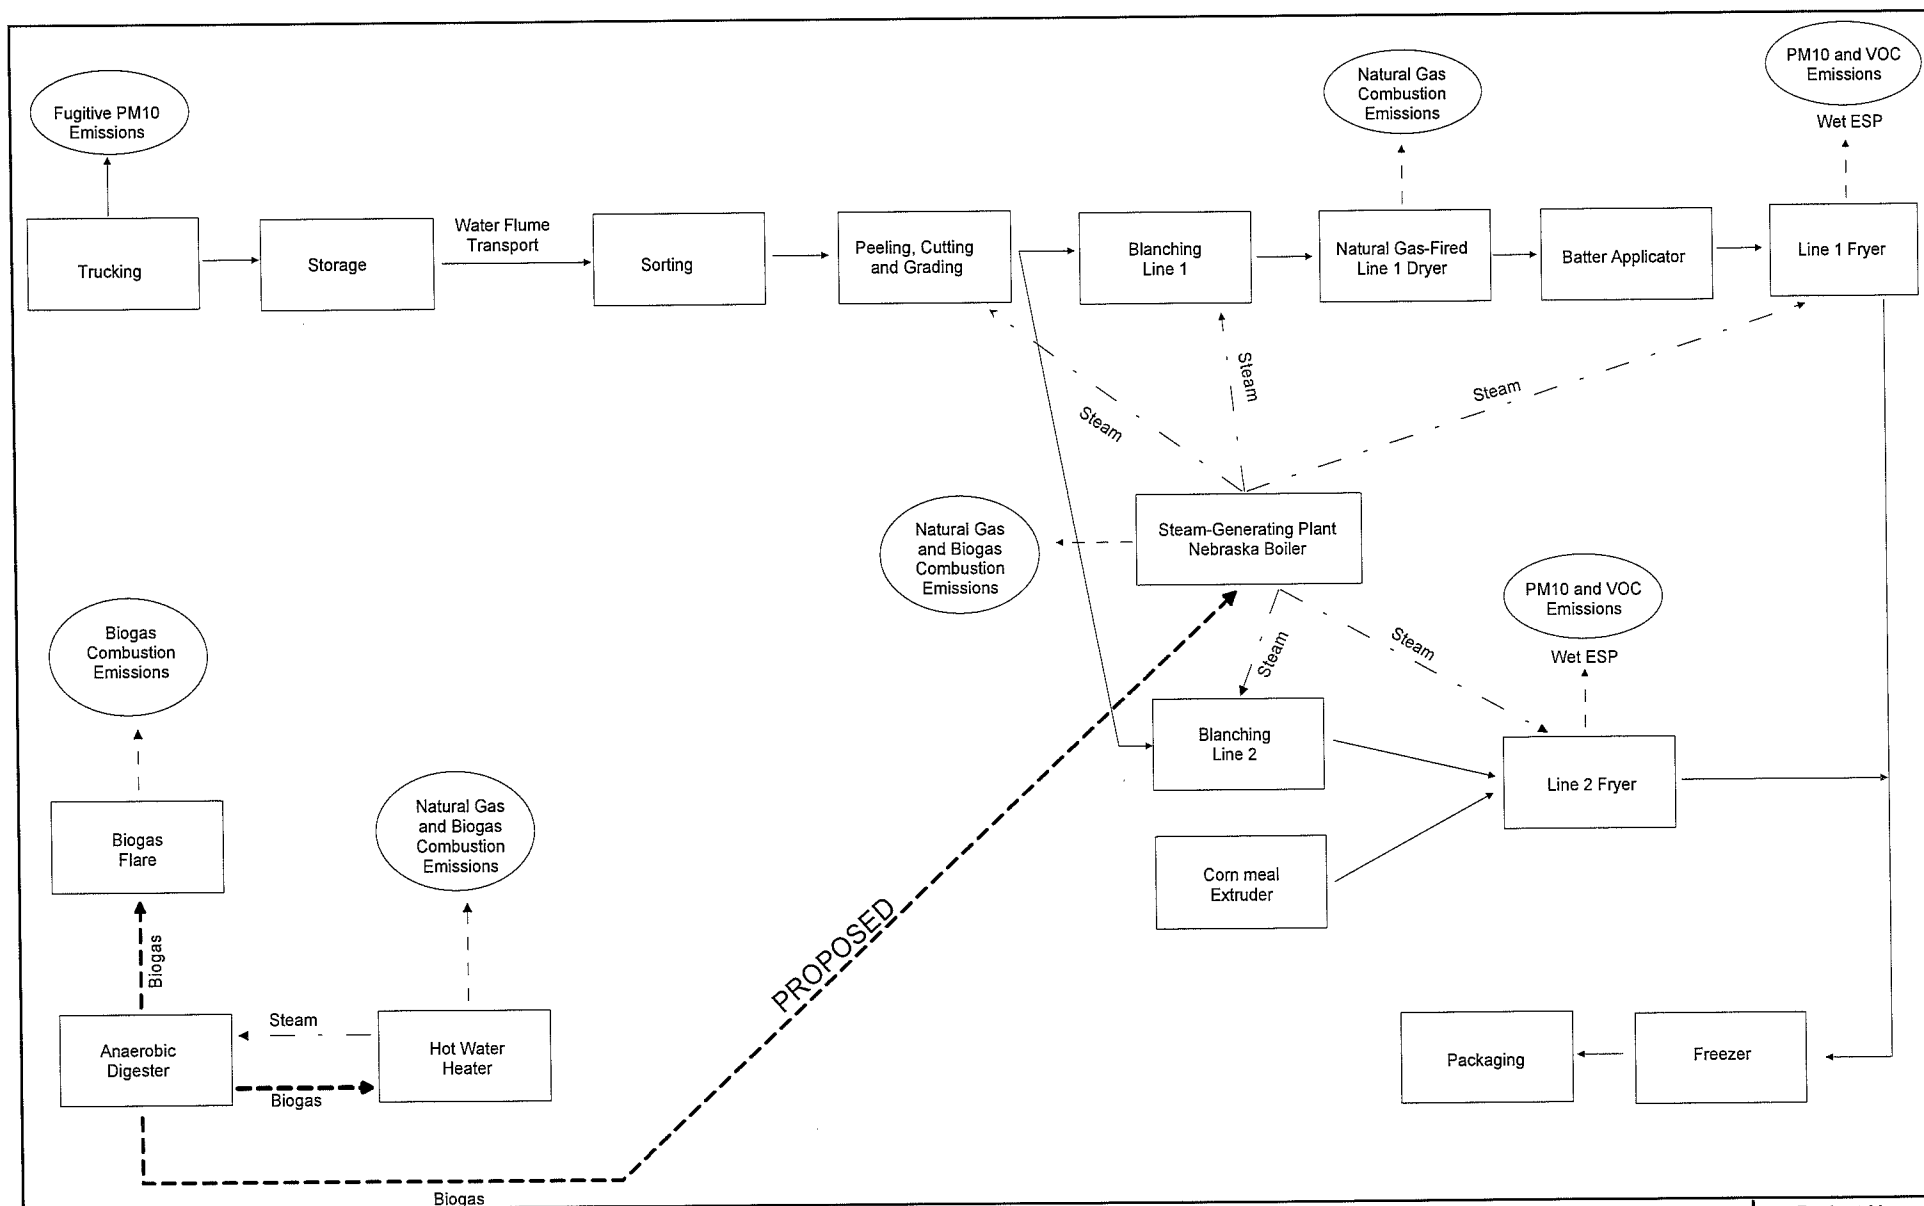 Fugitive PM10
Emissions
Natural Gas
Combustion
Emissions
PM10 and VOC
Emissions
Wet ESP
Trucking
Storage
Water Flume
Transport
Sorting
Peeling, Cutting
and Grading
Blanching
Line 1
Natural Gas-Fired
Line 1 Dryer
Batter Applicator
Line 1 Fryer
Steam
Steam
Steam
Natural Gas
and Biogas
Combustion
Emissions
Steam-Generating Plant
Nebraska Boiler
PM10 and VOC
Emissions
Wet ESP
Steam
Steam
Biogas
Combustion
Emissions
Blanching
Line 2
Line 2 Fryer
Natural Gas
and Biogas
Combustion
Emissions
Biogas
Flare
Corn meal
Extruder
PROPOSED
Biogas
Anaerobic
Digester
Steam
Biogas
Hot Water
Heater
Packaging
Freezer
Biogas